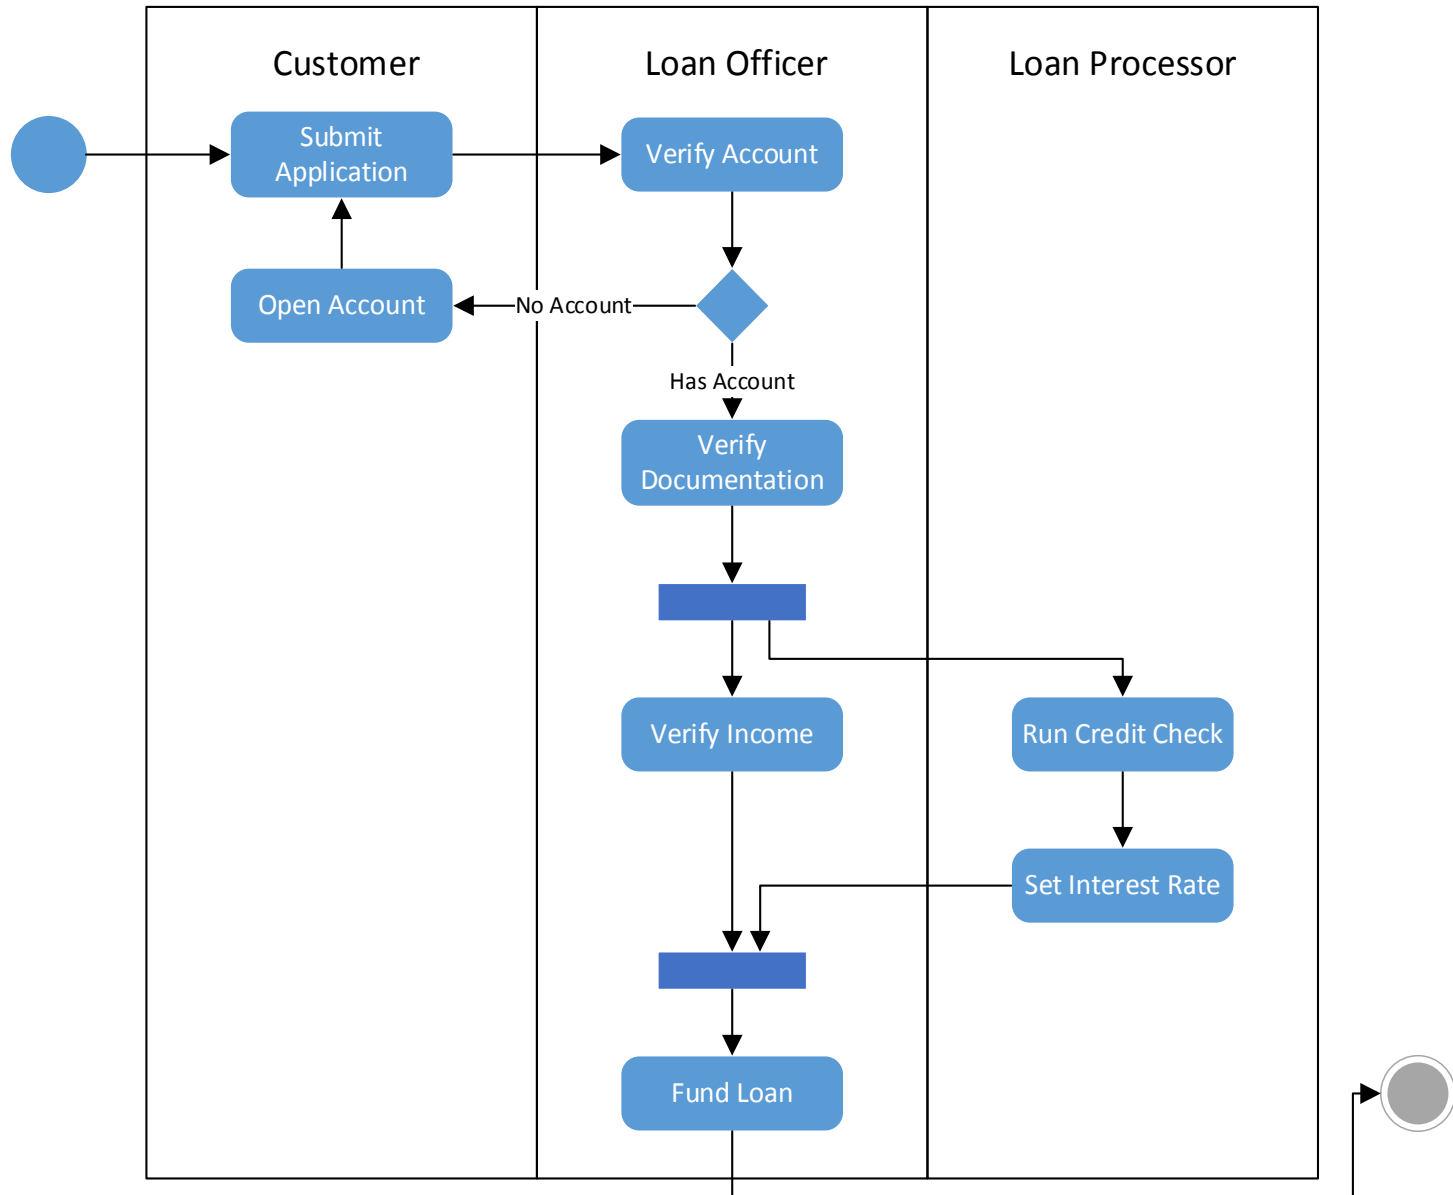 Customer
Loan Officer
Loan Processor
Submit
Application
Verify Account
Open Account
No Account
Has Account
Verify
Documentation
Verify Income
Run Credit Check
Set Interest Rate
Fund Loan